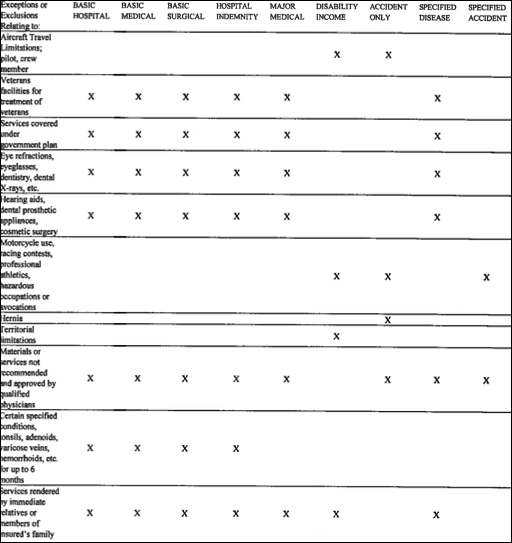 Exceptions or BASIC BASIC BASIC HOSPITAL MAJOR DISABILITY ACCIDENT SPECIFIED SPECIFIED
Exclusions HOSPITAL MEDICAL SURGICAL INDEMNITY MEDICAL INCOME ONLY DISEASE ACCIDENT
Relating to:
Aircraft Travel
Limitations;
pilot, crew X X
member
Veterans
facilities for X X X X X X
treatment of
veterans
Services covered
under X X X X X X
government plan
Eye refractions,
eyeglasses, X X X X X X
dentistry, dental
X-rays, etc.
Hearing aids,
dental prosthetic X X X X X X
appliances,
cosmetic surgery
Motorcycle use,
racing contests,
professional
athletics, X X X
hazardous
occupations or
avocations
Hernia X
Territorial X
limitations
Materials or
services not
recommended
and approved by X X X X X X X X
qualified
physicians
Certain specified
conditions,
tonsils, adenoids,
varicose veins, X X X X
hemorrhoids, etc.
for up to 6
months
Services rendered
by immediate
relatives or X X X X X X X
members of
insured's family